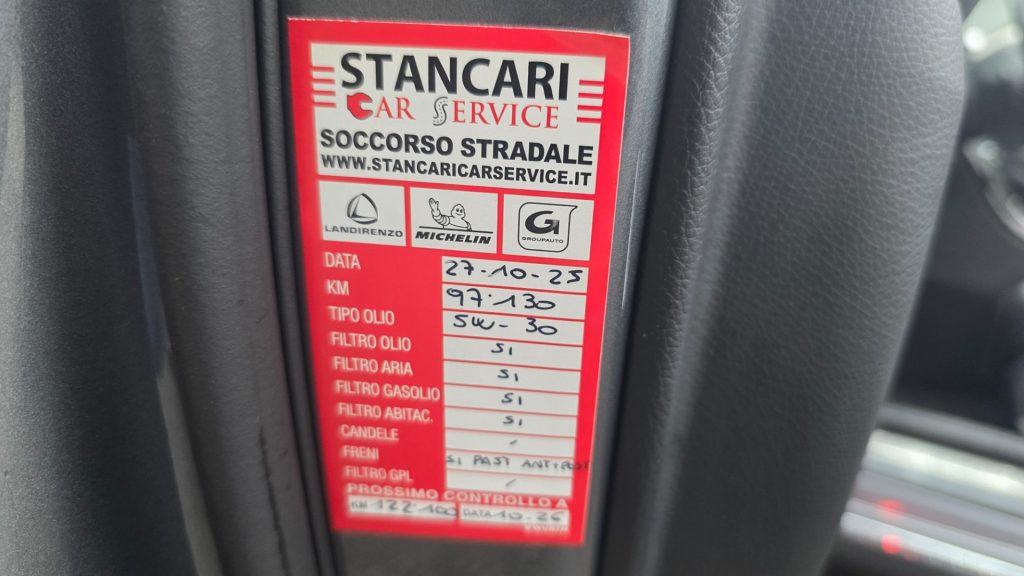 STANCARI
CAR SERVICE
SOCCORSO STRADALE
WWW.STANCARICARSERVICE.IT
LANDIRENZO MICHELIN G GROUPAUTO
DATA 27-10-25
KM 97.130
TIPO OLIO 5W-30
FILTRO OLIO SI
FILTRO ARIA SI
FILTRO GASOLIO SI
FILTRO ABITAC. SI
CANDELE /
FRENI SI PAST ANT+POST
FILTRO GPL /
PROSSIMO CONTROLLO A
KM 122.100 DATA 10-26